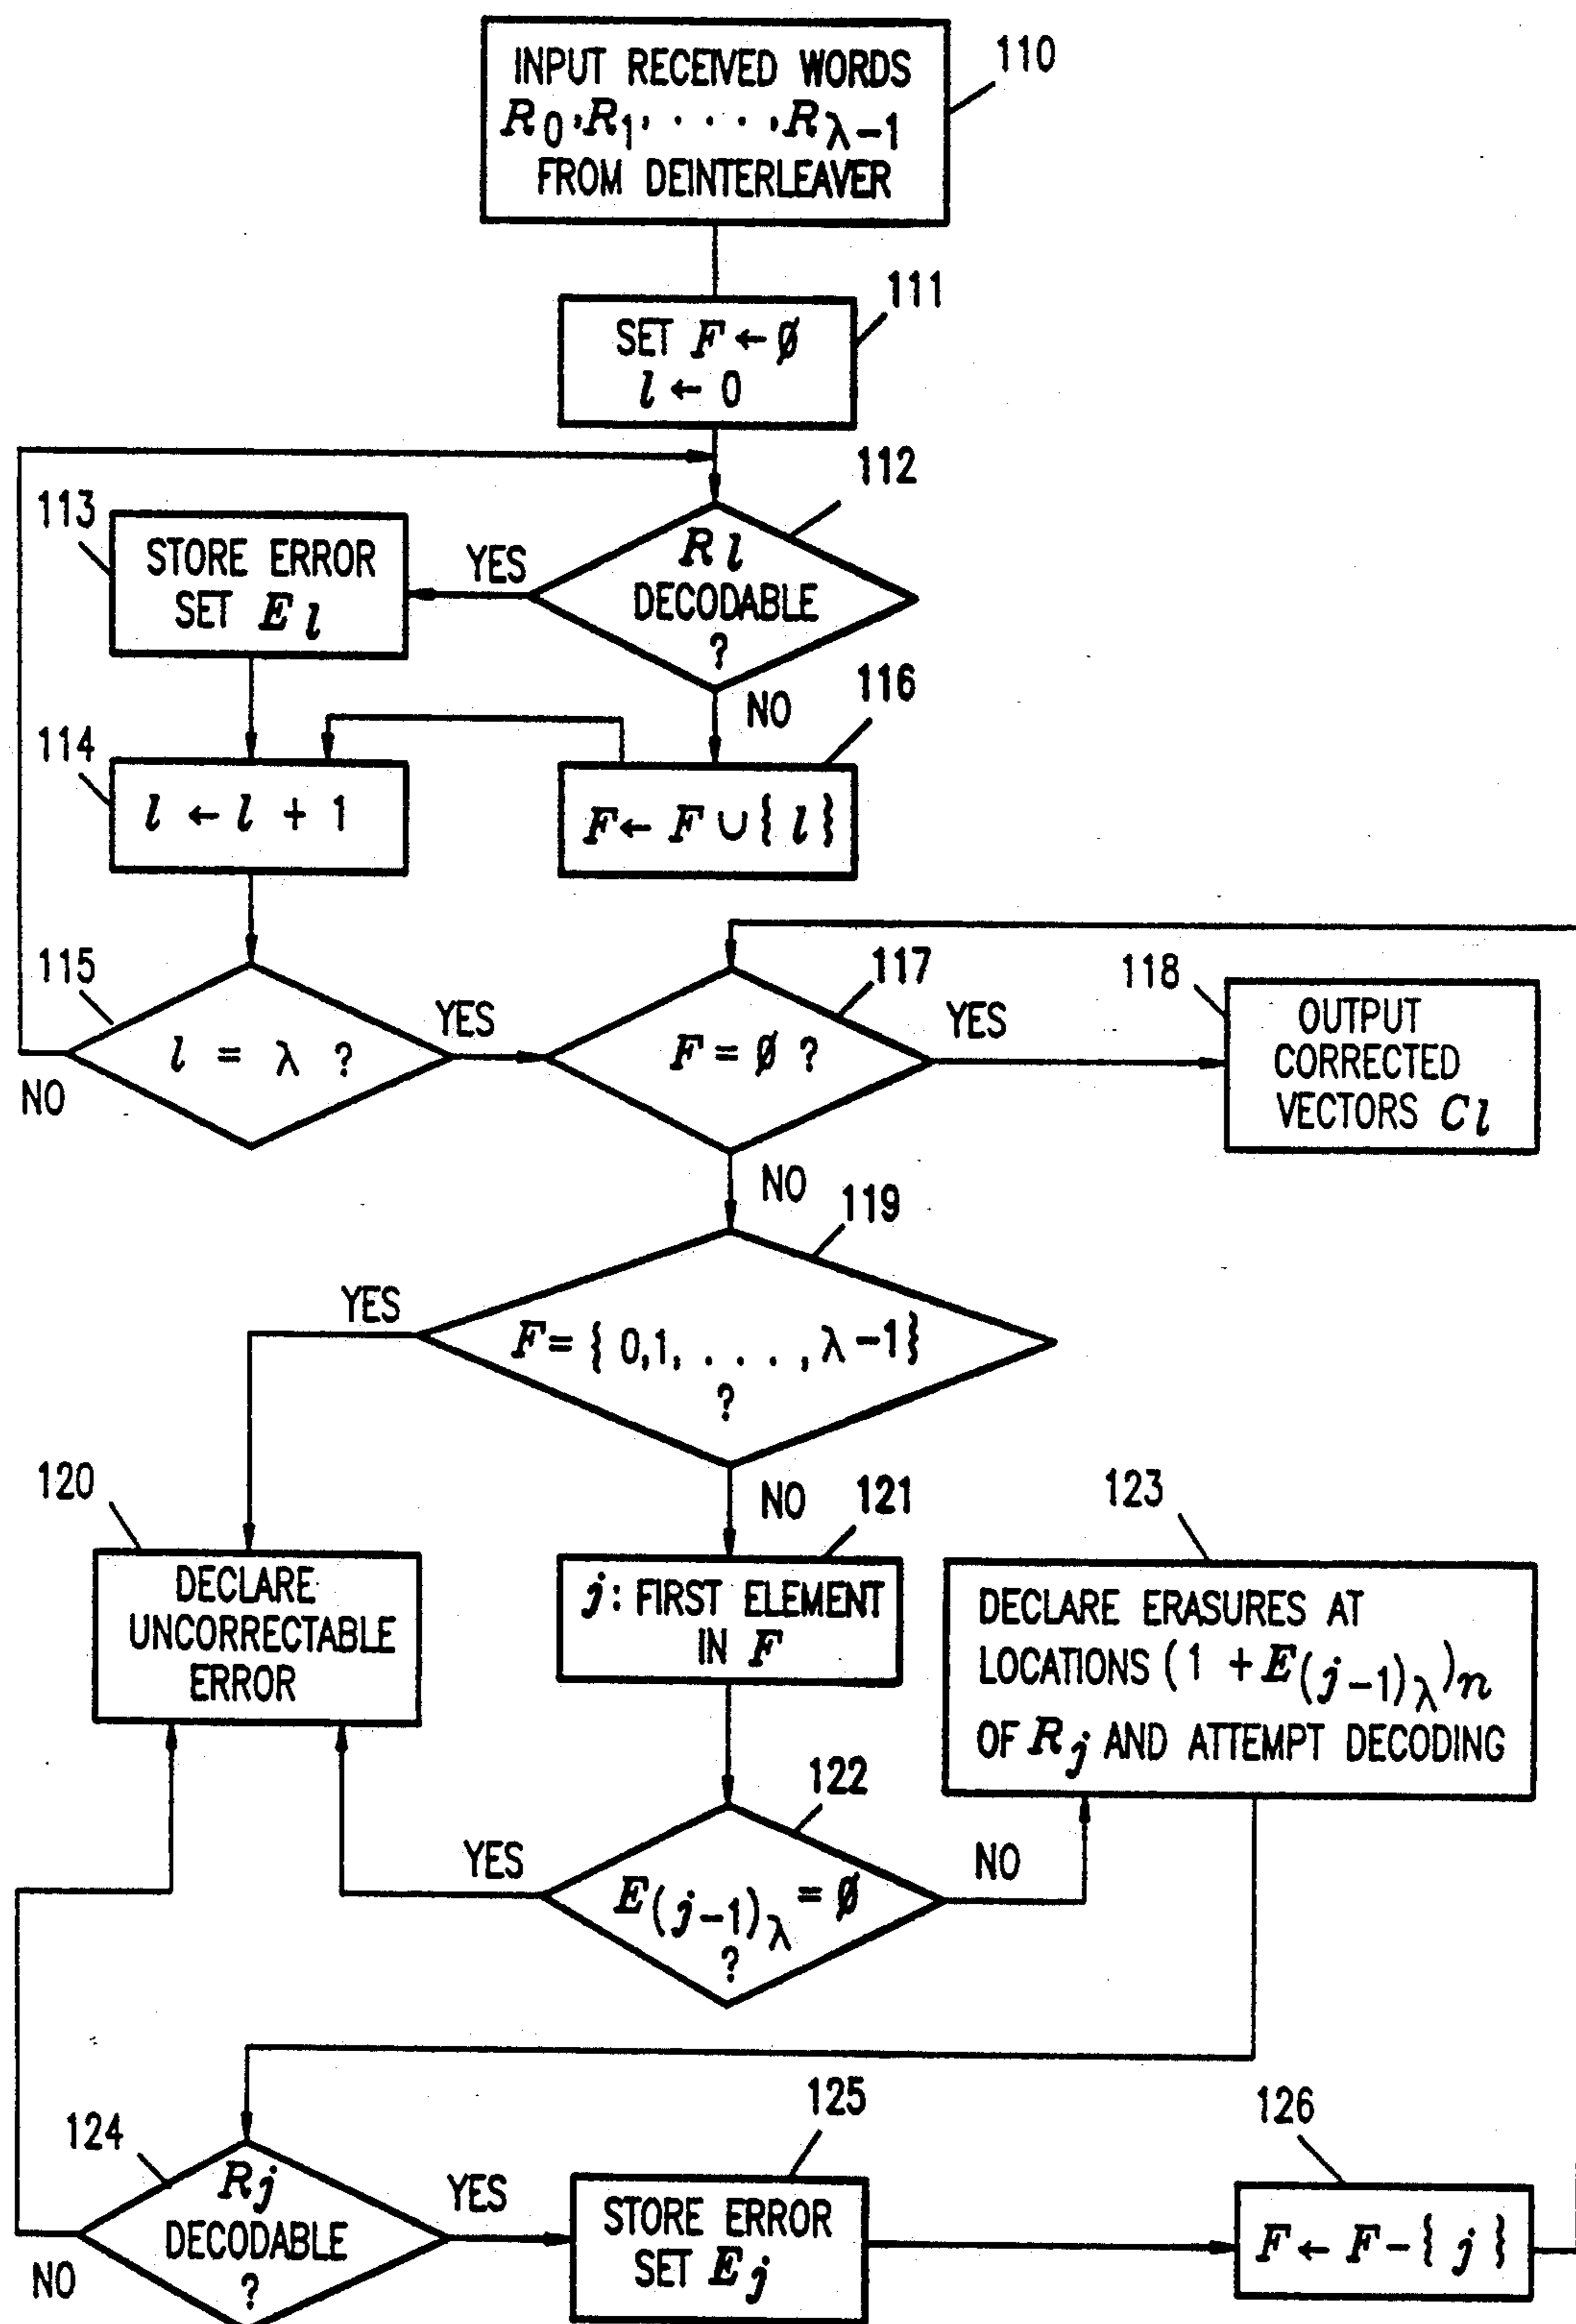 INPUT RECEIVED WORDS
R0,R1,.....,Rλ−1
FROM DEINTERLEAVER
110
SET F ← ∅
l ← 0
111
112
Rl
DECODABLE
?
YES
NO
113
STORE ERROR
SET El
114
l ← l + 1
116
F ← F ∪ { l }
115
l = λ ?
YES
NO
117
F = ∅ ?
YES
NO
118
OUTPUT
CORRECTED
VECTORS Cl
119
F = { 0,1, . . . , λ −1}
?
YES
NO
120
DECLARE
UNCORRECTABLE
ERROR
121
j: FIRST ELEMENT
IN F
123
DECLARE ERASURES AT
LOCATIONS (1 + E(j−1)λ)n
OF Rj AND ATTEMPT DECODING
122
E(j−1)λ = ∅
?
YES
NO
124
Rj
DECODABLE
?
YES
NO
125
STORE ERROR
SET Ej
126
F ← F − { j }